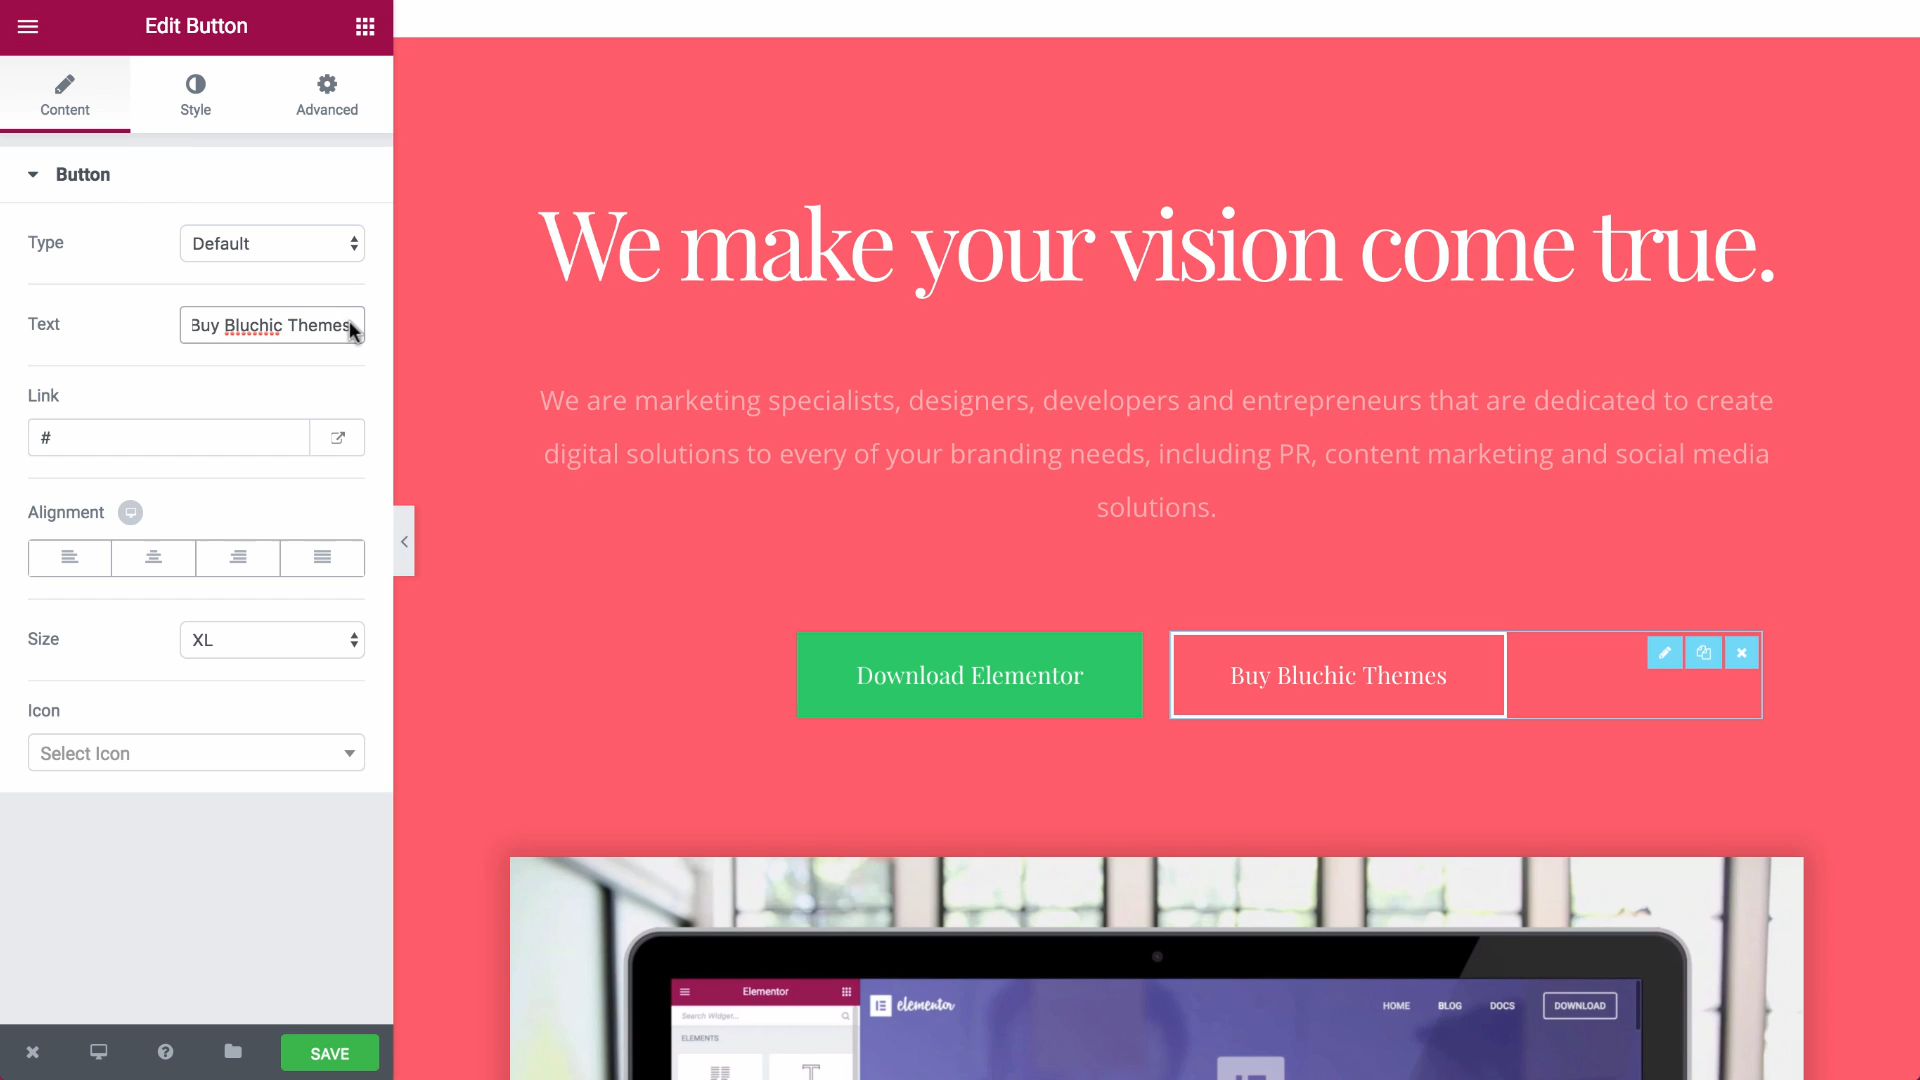 Edit Button
Content
Style
Advanced
Button
Type
Default
Text
Buy Bluchic Themes
Link
#
Alignment
Size
XL
Icon
Select Icon
SAVE
We make your vision come true.
We are marketing specialists, designers, developers and entrepreneurs that are dedicated to create
digital solutions to every of your branding needs, including PR, content marketing and social media
solutions.
Download Elementor
Buy Bluchic Themes
Elementor
Search Widget...
ELEMENTS
elementor
HOME
BLOG
DOCS
DOWNLOAD